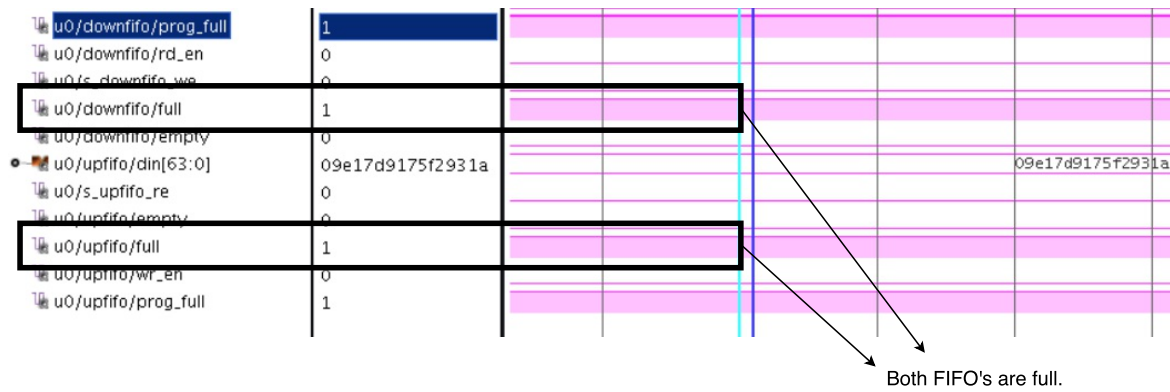 u0/downfifo/prog_full 1
u0/downfifo/rd_en 0
u0/s_downfifo_we 0
u0/downfifo/full 1
u0/downfifo/empty 0
u0/upfifo/din[63:0] 09e17d9175f2931a 09e17d9175f2931a
u0/s_upfifo_re 0
u0/upfifo/empty 0
u0/upfifo/full 1
u0/upfifo/wr_en 0
u0/upfifo/prog_full 1
Both FIFO's are full.